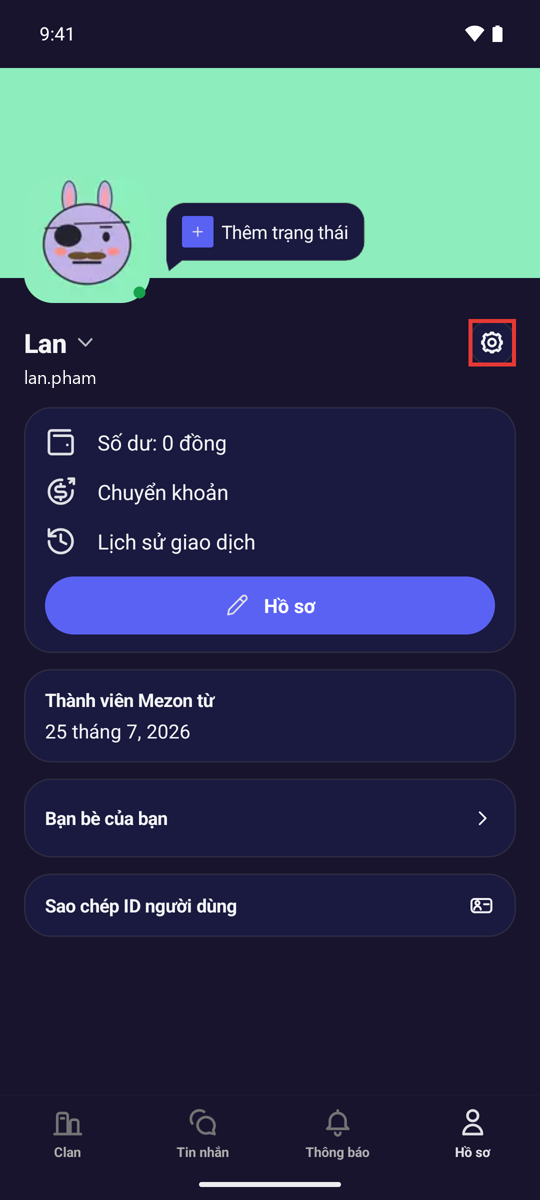 9:41
Thêm trạng thái
Lan
lan.pham
Số dư: 0 đồng
Chuyển khoản
Lịch sử giao dịch
Hồ sơ
Thành viên Mezon từ
25 tháng 7, 2026
Bạn bè của bạn
Sao chép ID người dùng
Clan
Tin nhắn
Thông báo
Hồ sơ